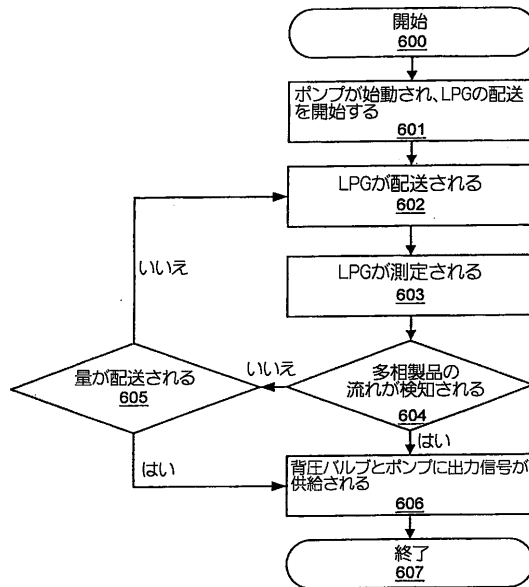 開始
600
ポンプが始動され、LPGの配送
を開始する
601
LPGが配送される
602
LPGが測定される
603
いいえ
多相製品の
流れが検知される
604
いいえ
量が配送される
605
はい
はい
背圧バルブとポンプに出力信号が
供給される
606
終了
607